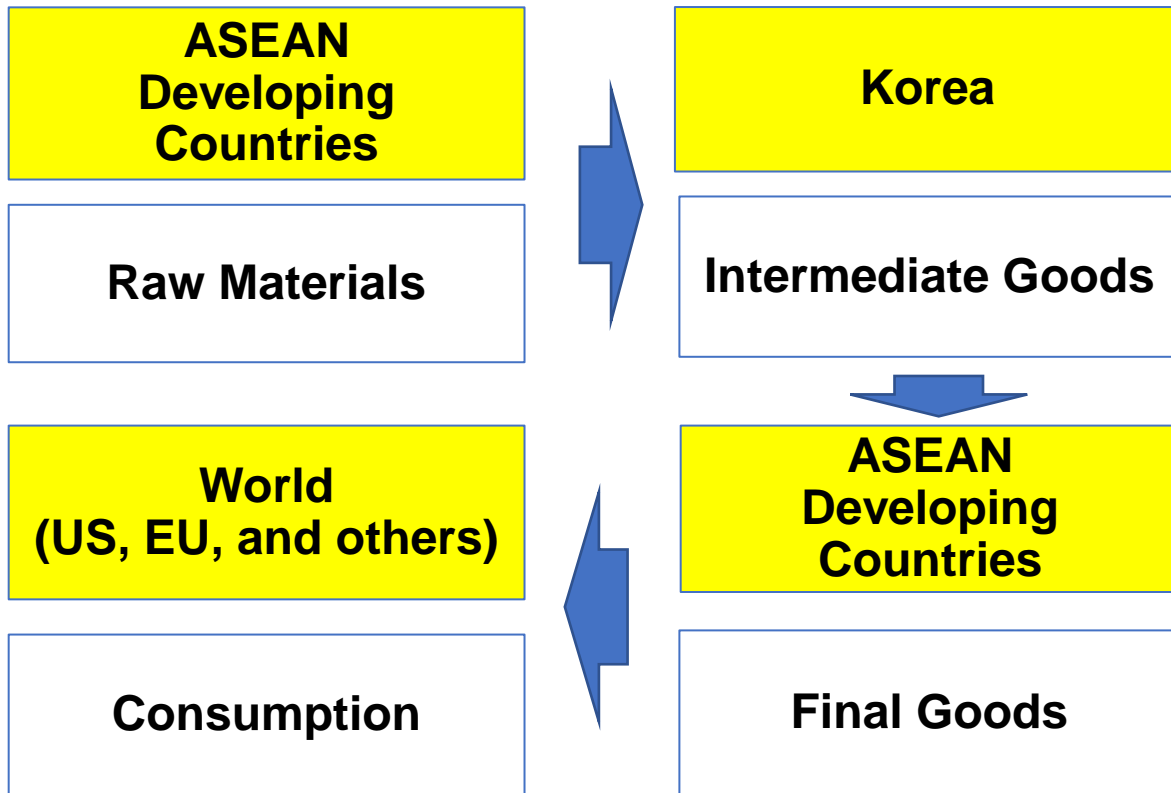 ASEAN
Developing
Countries
Raw Materials
Korea
Intermediate Goods
ASEAN
Developing
Countries
Final Goods
World
(US, EU, and others)
Consumption